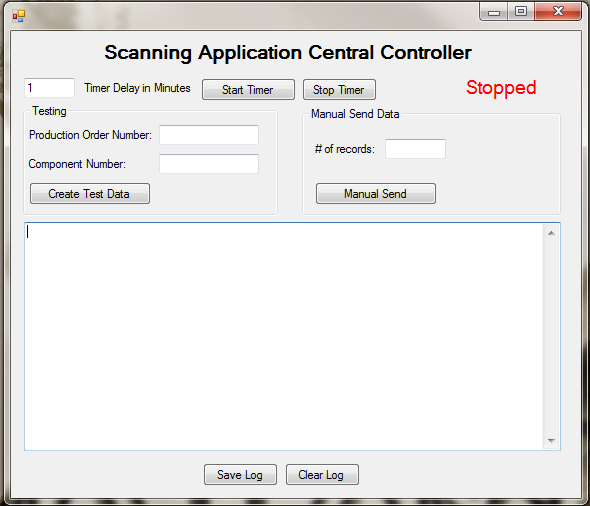 Scanning Application Central Controller
1 Timer Delay in Minutes Start Timer Stop Timer Stopped
Testing
Production Order Number:
Component Number:
Create Test Data
Manual Send Data
# of records:
Manual Send
Save Log Clear Log